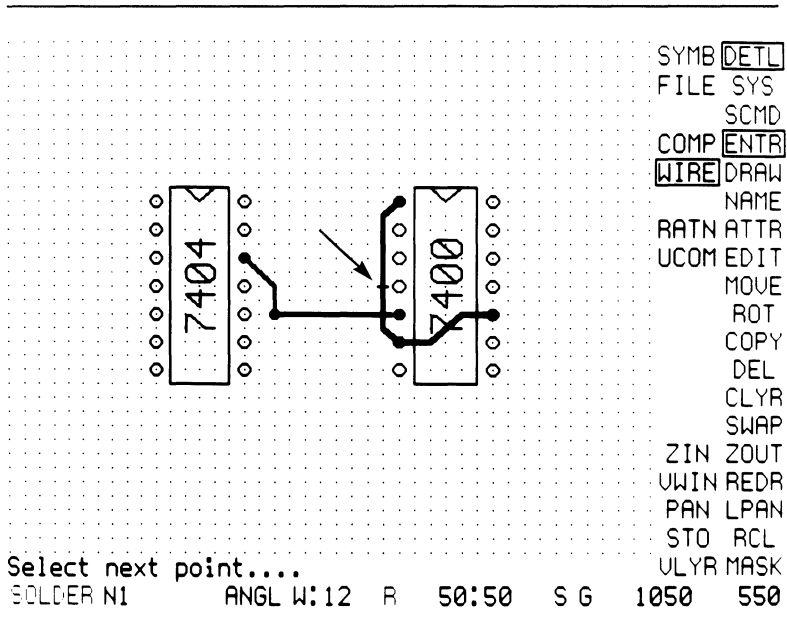 SYMB DETL
FILE SYS
SCMD
COMP ENTR
WIRE DRAW
NAME
RATN ATTR
UCOM EDIT
MOVE
ROT
COPY
DEL
CLYR
SWAP
ZIN ZOUT
VWIN REDR
PAN LPAN
STO RCL
VLYR MASK
7404
7400
Select next point....
SOLDER N1 ANGL W:12 R 50:50 S G 1050 550